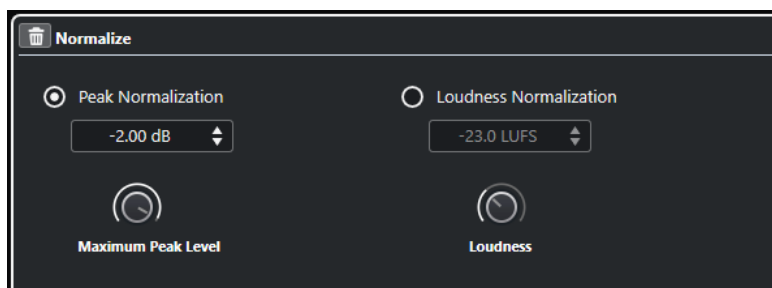 Normalize
Peak Normalization
Loudness Normalization
-2.00 dB
-23.0 LUFS
Maximum Peak Level
Loudness